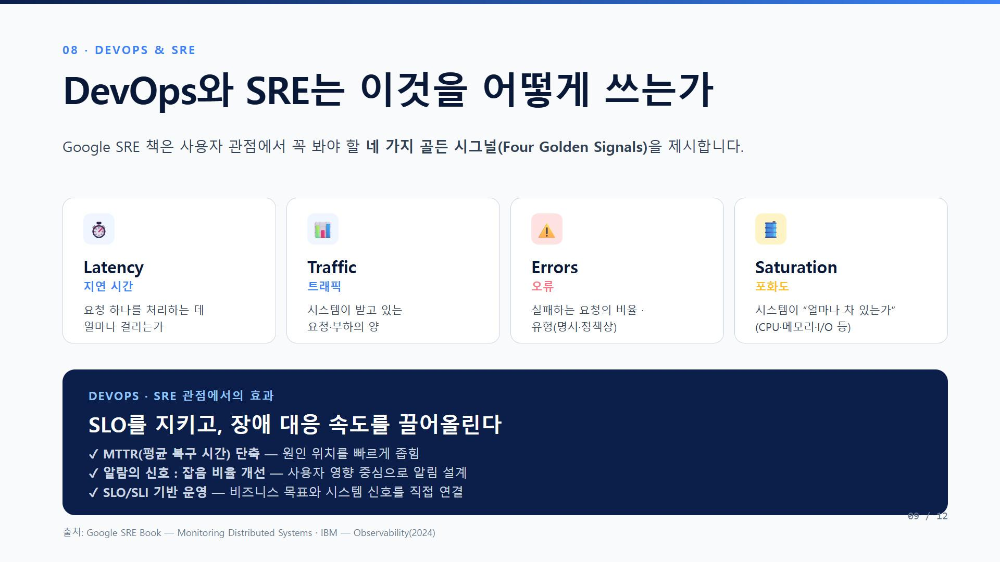 08 · DEVOPS & SRE
DevOps와 SRE는 이것을 어떻게 쓰는가
Google SRE 책은 사용자 관점에서 꼭 봐야 할 네 가지 골든 시그널(Four Golden Signals)을 제시합니다.
Latency
지연 시간
요청 하나를 처리하는 데
얼마나 걸리는가
Traffic
트래픽
시스템이 받고 있는
요청·부하의 양
Errors
오류
실패하는 요청의 비율 ·
유형(명시·정책상)
Saturation
포화도
시스템이 “얼마나 차 있는가”
(CPU·메모리·I/O 등)
DEVOPS · SRE 관점에서의 효과
SLO를 지키고, 장애 대응 속도를 끌어올린다
✓ MTTR(평균 복구 시간) 단축 — 원인 위치를 빠르게 좁힘
✓ 알람의 신호 : 잡음 비율 개선 — 사용자 영향 중심으로 알림 설계
✓ SLO/SLI 기반 운영 — 비즈니스 목표와 시스템 신호를 직접 연결
09 / 12
출처: Google SRE Book — Monitoring Distributed Systems · IBM — Observability(2024)